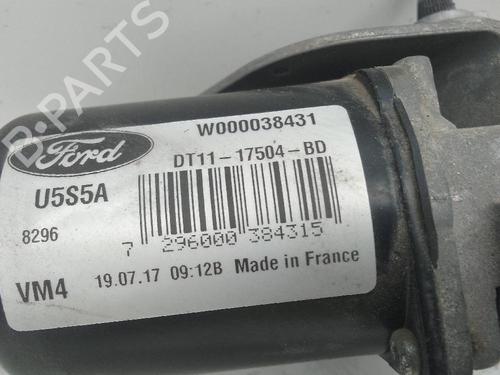 W000038431
Ford
DT11-17504-BD
U5S5A
8296
7 296000 384315
VM4 19.07.17 09:12B Made in France
B-PARTS